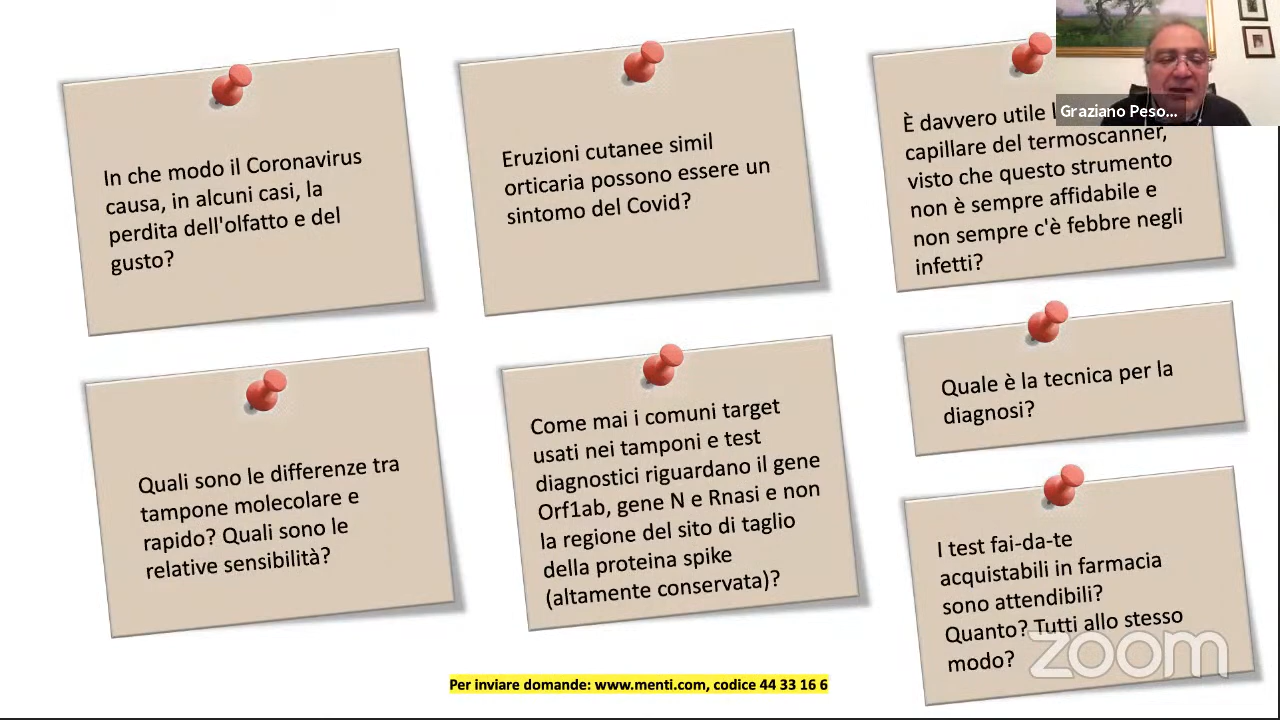 In che modo il Coronavirus
causa, in alcuni casi, la
perdita dell'olfatto e del
gusto?
Eruzioni cutanee simil
orticaria possono essere un
sintomo del Covid?
È davvero utile
capillare del termoscanner,
visto che questo strumento
non è sempre affidabile e
non sempre c'è febbre negli
infetti?
Graziano Peso...
Quali sono le differenze tra
tampone molecolare e
rapido? Quali sono le
relative sensibilità?
Come mai i comuni target
usati nei tamponi e test
diagnostici riguardano il gene
Orf1ab, gene N e Rnasi e non
la regione del sito di taglio
della proteina spike
(altamente conservata)?
Quale è la tecnica per la
diagnosi?
I test fai-da-te
acquistabili in farmacia
sono attendibili?
Quanto? Tutti allo stesso
modo?
zoom
Per inviare domande: www.menti.com, codice 44 33 16 6